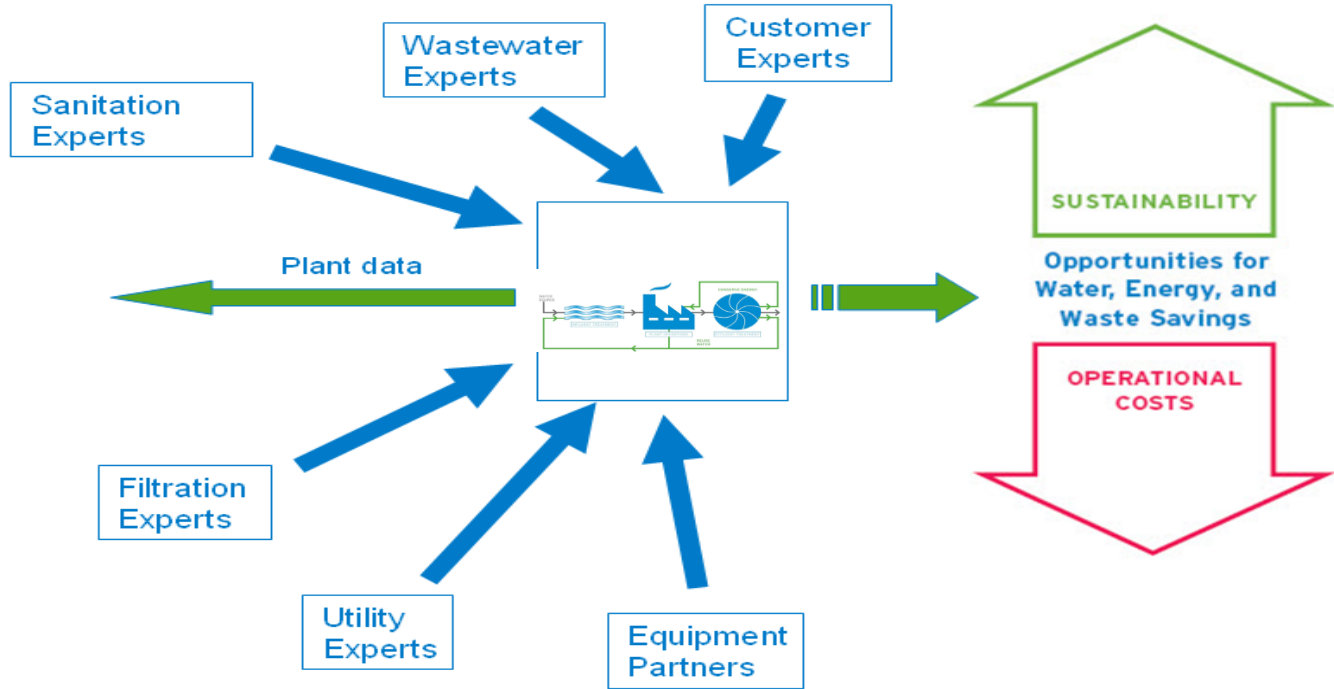 Wastewater
Experts
Customer
Experts
Sanitation
Experts
Plant data
SUSTAINABILITY
Opportunities for
Water, Energy, and
Waste Savings
OPERATIONAL
COSTS
Filtration
Experts
Utility
Experts
Equipment
Partners